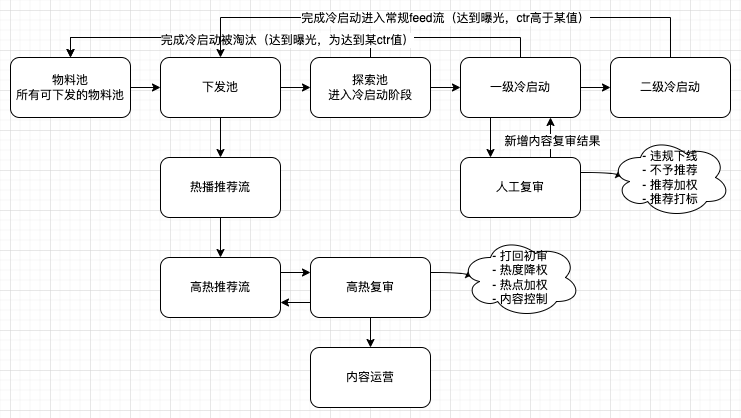 完成冷启动进入常规feed流（达到曝光，ctr高于某值）
完成冷启动被淘汰（达到曝光，为达到某ctr值）
物料池
所有可下发的物料池
下发池
探索池
进入冷启动阶段
一级冷启动
二级冷启动
新增内容复审结果
热播推荐流
人工复审
- 违规下线
- 不予推荐
- 推荐加权
- 推荐打标
高热推荐流
高热复审
- 打回初审
- 热度降权
- 热点加权
- 内容控制
内容运营